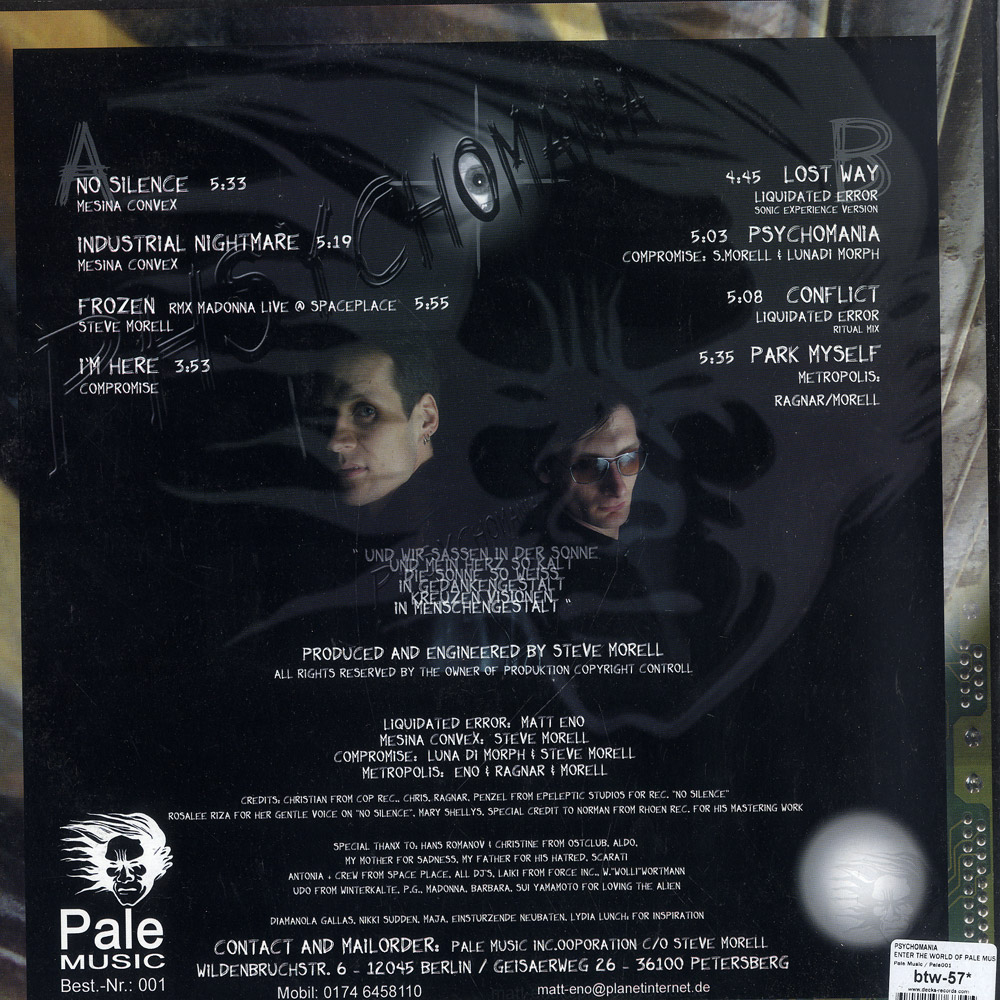 PSYCHOMANIA
A
NO SILENCE 5:33
MESINA CONVEX
INDUSTRIAL NIGHTMARE 5:19
MESINA CONVEX
FROZEN RMX MADONNA LIVE @ SPACEPLACE 5:55
STEVE MORELL
I'M HERE 3:53
COMPROMISE
B
4:45 LOST WAY
LIQUIDATED ERROR
SONIC EXPERIENCE VERSION
5:03 PSYCHOMANIA
COMPROMISE: S.MORELL & LUNADI MORPH
5:08 CONFLICT
LIQUIDATED ERROR
RITUAL MIX
5:35 PARK MYSELF
METROPOLIS:
RAGNAR/MORELL
" UND WIR SASSEN IN DER SONNE
UND MEIN HERZ SO KALT
DIE SONNE SO WEISS
IN GEDANKENGESTALT
KREUZEN VISIONEN
IN MENSCHENGESTALT "
PRODUCED AND ENGINEERED BY STEVE MORELL
ALL RIGHTS RESERVED BY THE OWNER OF PRODUKTION COPYRIGHT CONTROLL
LIQUIDATED ERROR: MATT ENO
MESINA CONVEX: STEVE MORELL
COMPROMISE: LUNA DI MORPH & STEVE MORELL
METROPOLIS: ENO & RAGNAR & MORELL
CREDITS: CHRISTIAN FROM COP REC., CHRIS, RAGNAR, PENZEL FROM EPELEPTIC STUDIOS FOR REC. "NO SILENCE"
ROSALEE RIZA FOR HER GENTLE VOICE ON "NO SILENCE", MARY SHELLYS, SPECIAL CREDIT TO NORMAN FROM RHOEN REC. FOR HIS MASTERING WORK
SPECIAL THANX TO: HANS ROMANOV & CHRISTINE FROM OSTCLUB, ALDO,
MY MOTHER FOR SADNESS, MY FATHER FOR HIS HATRED, SCARATI
ANTONIA + CREW FROM SPACE PLACE, ALL DJ'S, LAIKI FROM FORCE INC., W."WOLLI"WORTMANN
UDO FROM WINTERKALTE, P.G., MADONNA, BARBARA, SUI YAMAMOTO FOR LOVING THE ALIEN
DIAMANOLA GALLAS, NIKKI SUDDEN, MAJA, EINSTURZENDE NEUBATEN, LYDIA LUNCH: FOR INSPIRATION
CONTACT AND MAILORDER: PALE MUSIC INC.OOPORATION C/O STEVE MORELL
WILDENBRUCHSTR. 6 - 12045 BERLIN / GEISAERWEG 26 - 36100 PETERSBERG
Mobil: 0174 6458110 matt-eno@planetinternet.de
Pale
MUSIC
Best.-Nr.: 001
PSYCHOMANIA
ENTER THE WORLD OF PALE MUS
Pale Music / Pale001
btw-57*
www.decks-records.com